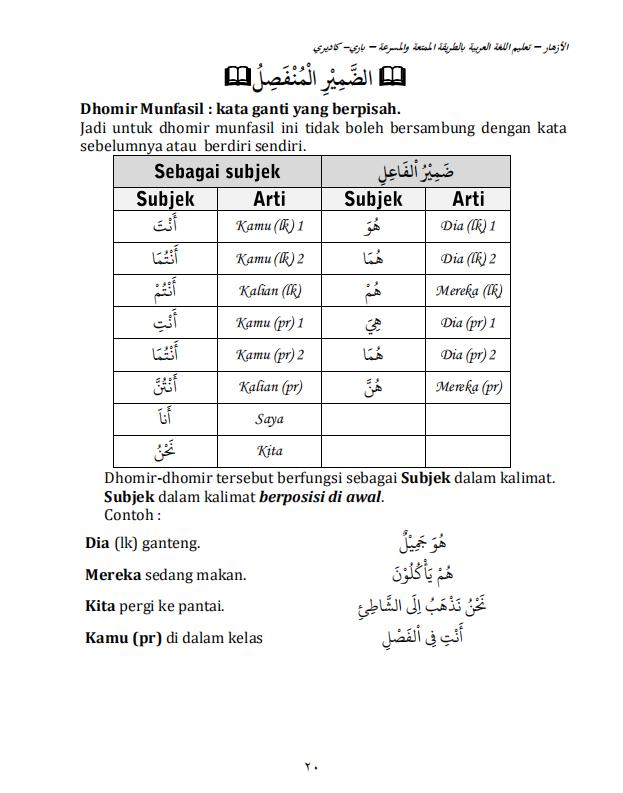 الأزهار – تعليم اللغة العربية بالطريقة الممتعة والمسرعة – باري– كاديري
🕮 الضَّمِيْرِ الْمُنْفَصِلُ 🕮
Dhomir Munfasil : kata ganti yang berpisah.
Jadi untuk dhomir munfasil ini tidak boleh bersambung dengan kata
sebelumnya atau berdiri sendiri.
Sebagai subjek ضَمِيْرُ اْلفَاعِلِ
Subjek Arti Subjek Arti
أَنْتَ Kamu (lk) 1 هُوَ Dia (lk) 1
أَنْتُمَا Kamu (lk) 2 هُمَا Dia (lk) 2
أَنْتُمْ Kalian (lk) هُمْ Mereka (lk)
أَنْتِ Kamu (pr) 1 هِيَ Dia (pr) 1
أَنْتُمَا Kamu (pr) 2 هُمَا Dia (pr) 2
أَنْتُنَّ Kalian (pr) هُنَّ Mereka (pr)
أَناَ Saya
نَحْنُ Kita
Dhomir-dhomir tersebut berfungsi sebagai Subjek dalam kalimat.
Subjek dalam kalimat berposisi di awal.
Contoh :
Dia (lk) ganteng. هُوَ جَمِيْلٌ
Mereka sedang makan. هُمْ يَأْكُلُوْنَ
Kita pergi ke pantai. نَحْنُ نَذْهَبُ اِلَى الشَّاطِئِ
Kamu (pr) di dalam kelas أَنْتِ فِى اْلفَصْلِ
٢٠